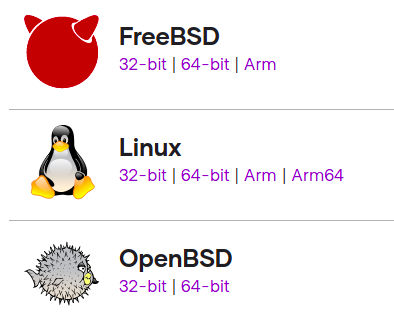 FreeBSD
32-bit | 64-bit | Arm
Linux
32-bit | 64-bit | Arm | Arm64
OpenBSD
32-bit | 64-bit